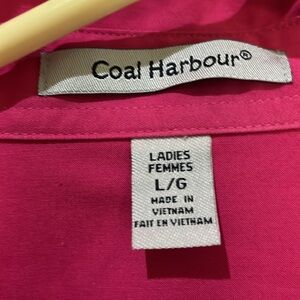 Coal Harbour®
LADIES
FEMMES
L/G
MADE IN
VIETNAM
FAIT EN VIETNAM